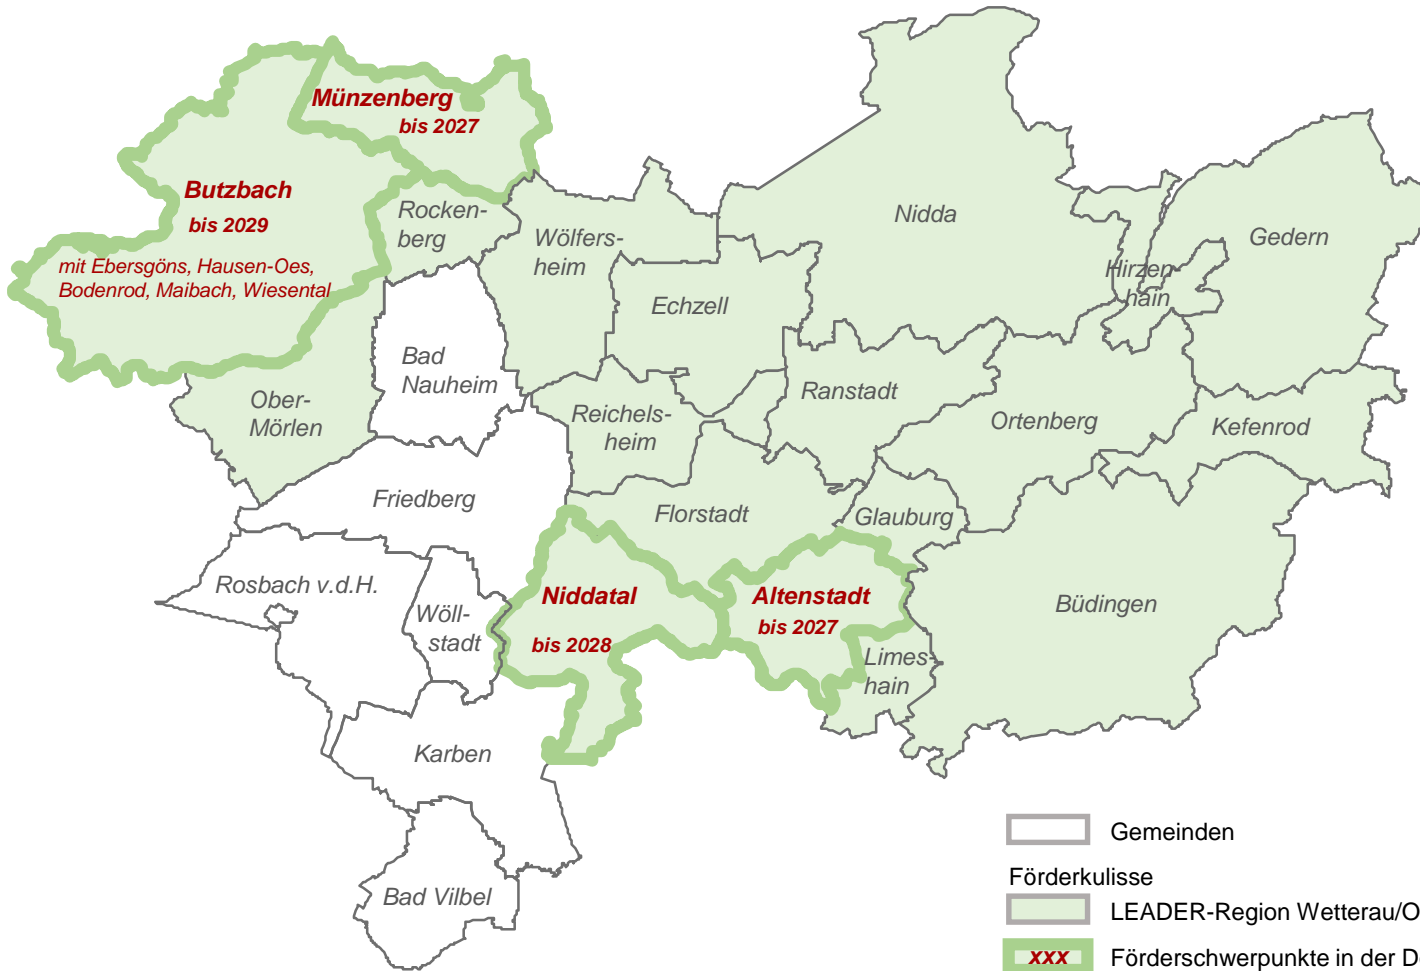 Münzenberg
bis 2027
Butzbach
bis 2029
mit Ebersgöns, Hausen-Oes,
Bodenrod, Maibach, Wiesental
Rocken-
berg
Wölfers-
heim
Nidda
Gedern
Hirzen-
hain
Echzell
Bad
Nauheim
Ober-
Mörlen
Reichels-
heim
Ranstadt
Ortenberg
Kefenrod
Friedberg
Florstadt
Glauburg
Rosbach v.d.H.
Wöll-
stadt
Niddatal
bis 2028
Altenstadt
bis 2027
Büdingen
Limes-
hain
Karben
Bad Vilbel
Gemeinden
Förderkulisse
LEADER-Region Wetterau/O
xxx Förderschwerpunkte in der D